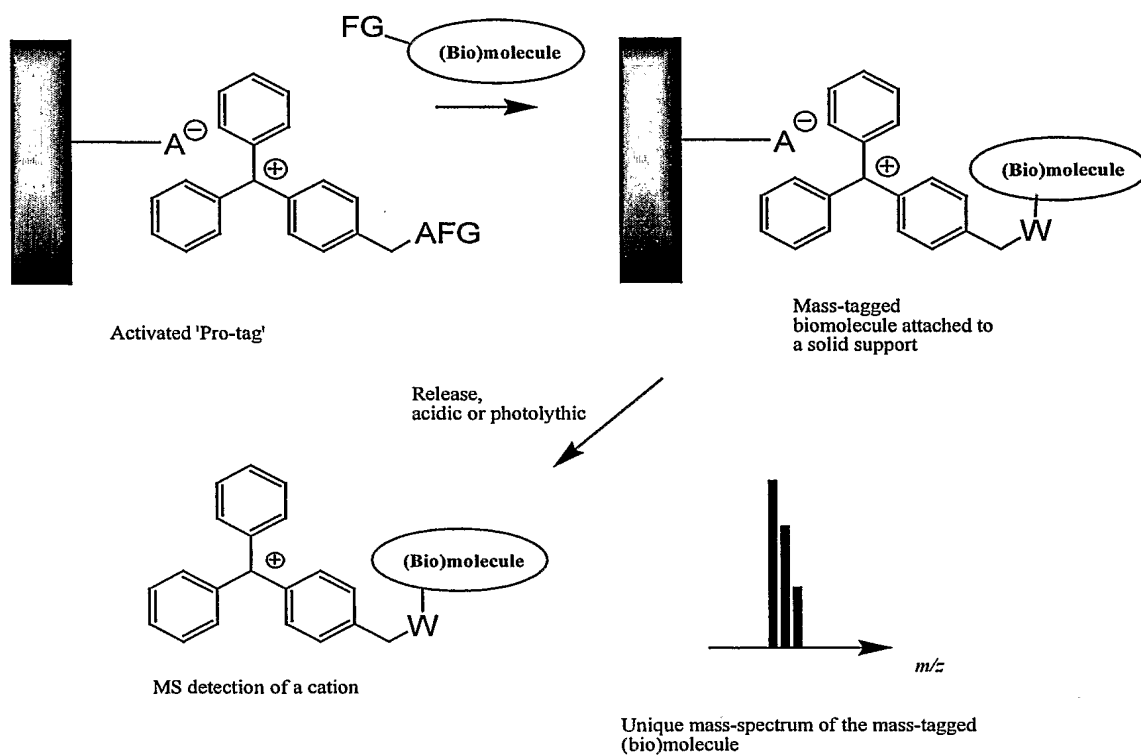 FG
(Bio)molecule
A⊖
⊕
AFG
Activated 'Pro-tag'
A⊖
⊕
(Bio)molecule
W
Mass-tagged
biomolecule attached to
a solid support
Release,
acidic or photolythic
⊕
(Bio)molecule
W
MS detection of a cation
m/z
Unique mass-spectrum of the mass-tagged
(bio)molecule